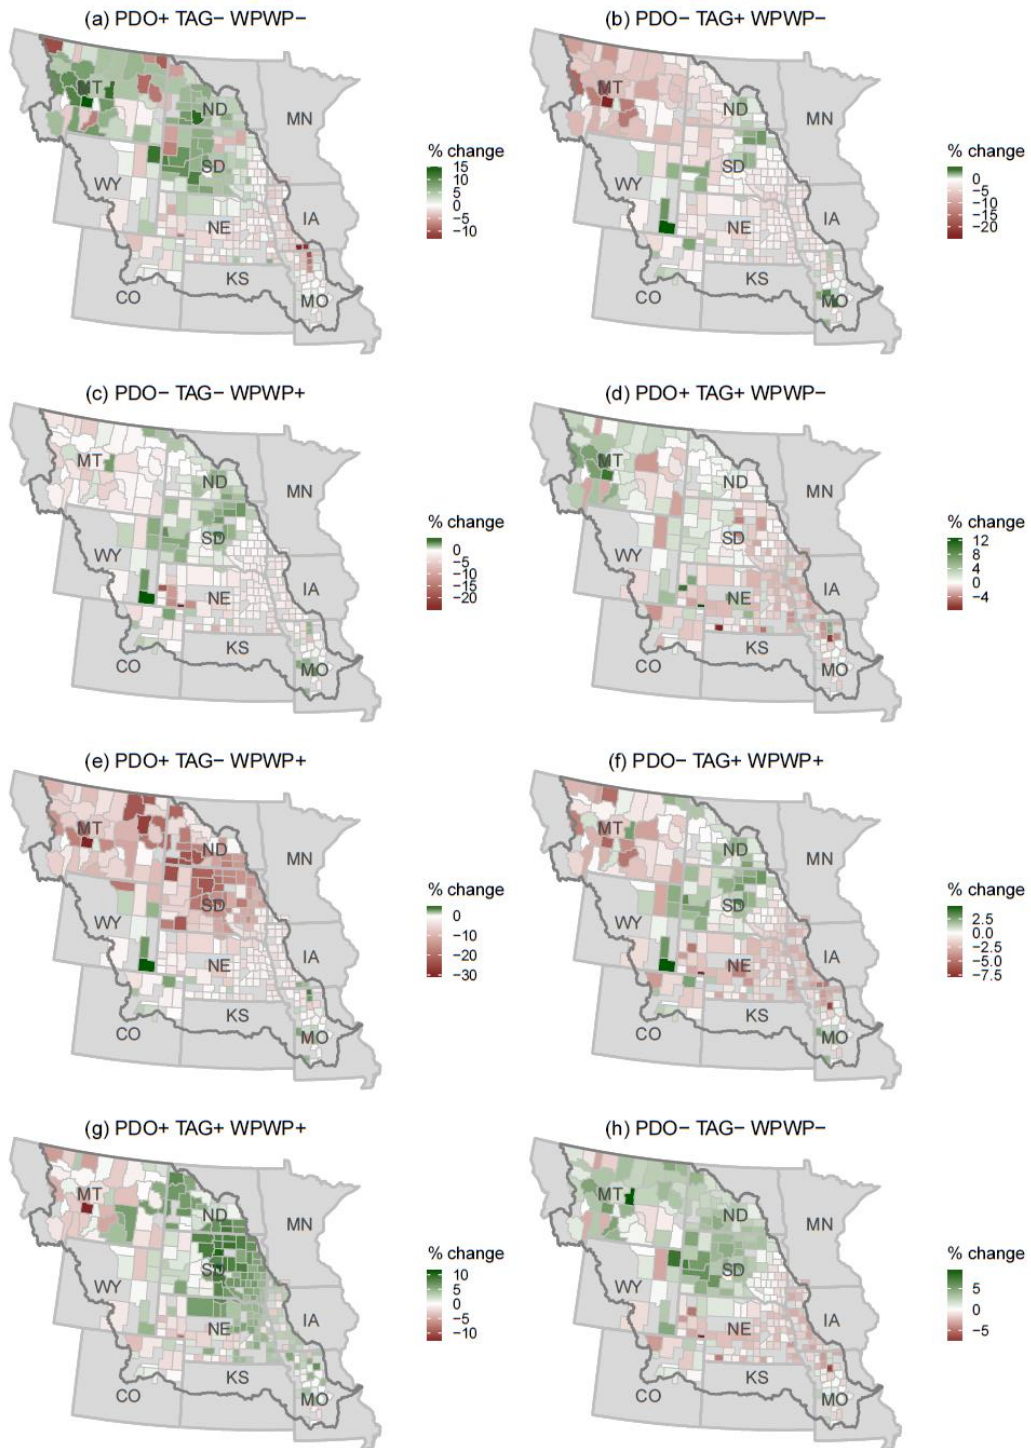 (a) PDO+ TAG− WPWP−
MT
ND
MN
SD
WY
IA
NE
KS
CO
MO
% change
15
10
5
0
−5
−10
(b) PDO− TAG+ WPWP−
MT
ND
MN
SD
WY
IA
NE
KS
CO
MO
% change
0
−5
−10
−15
−20
(c) PDO− TAG− WPWP+
MT
ND
MN
SD
WY
IA
NE
KS
CO
MO
% change
0
−5
−10
−15
−20
(d) PDO+ TAG+ WPWP−
MT
ND
MN
SD
WY
IA
NE
KS
CO
MO
% change
12
8
4
0
−4
(e) PDO+ TAG− WPWP+
MT
ND
MN
SD
WY
IA
NE
KS
CO
MO
% change
0
−10
−20
−30
(f) PDO− TAG+ WPWP+
MT
ND
MN
SD
WY
IA
NE
KS
CO
MO
% change
2.5
0.0
−2.5
−5.0
−7.5
(g) PDO+ TAG+ WPWP+
MT
ND
MN
SD
WY
IA
NE
KS
CO
MO
% change
10
5
0
−5
−10
(h) PDO− TAG− WPWP−
MT
ND
MN
SD
WY
IA
NE
KS
CO
MO
% change
5
0
−5